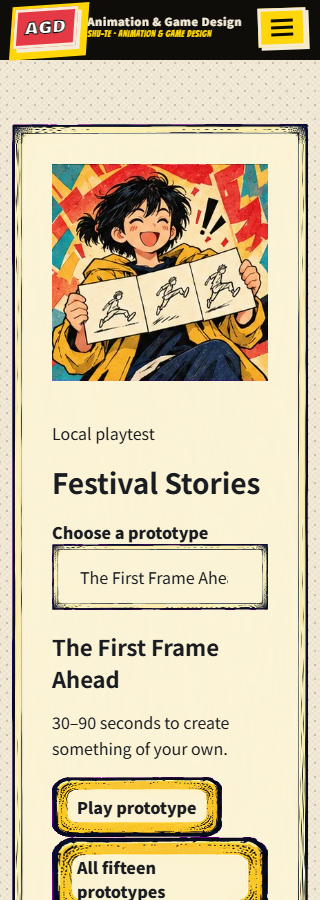 AGD
Animation & Game Design
SHU-TE · ANIMATION & GAME DESIGN
!!
Local playtest
Festival Stories
Choose a prototype
The First Frame Ahe
The First Frame
Ahead
30–90 seconds to create
something of your own.
Play prototype
All fifteen
prototypes